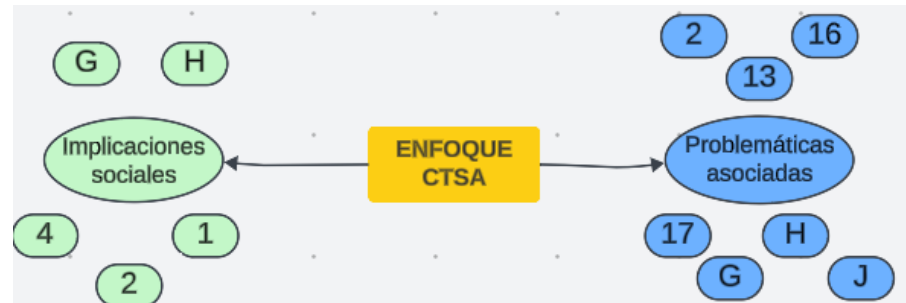 G H
Implicaciones
sociales
4 1
2
ENFOQUE
CTSA
2 16
13
Problemáticas
asociadas
17 H
G J